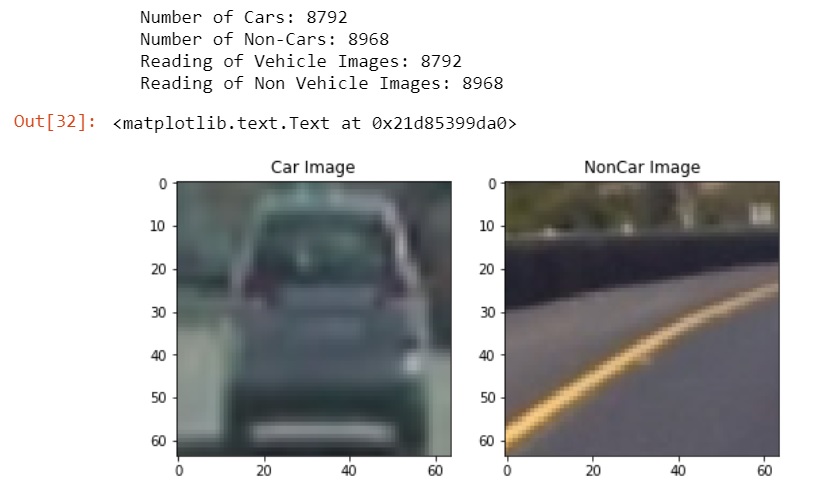 Number of Cars: 8792
Number of Non-Cars: 8968
Reading of Vehicle Images: 8792
Reading of Non Vehicle Images: 8968
Out[32]: <matplotlib.text.Text at 0x21d85399da0>
Car Image
0
10
20
30
40
50
60
0 20 40 60
NonCar Image
0
10
20
30
40
50
60
0 20 40 60